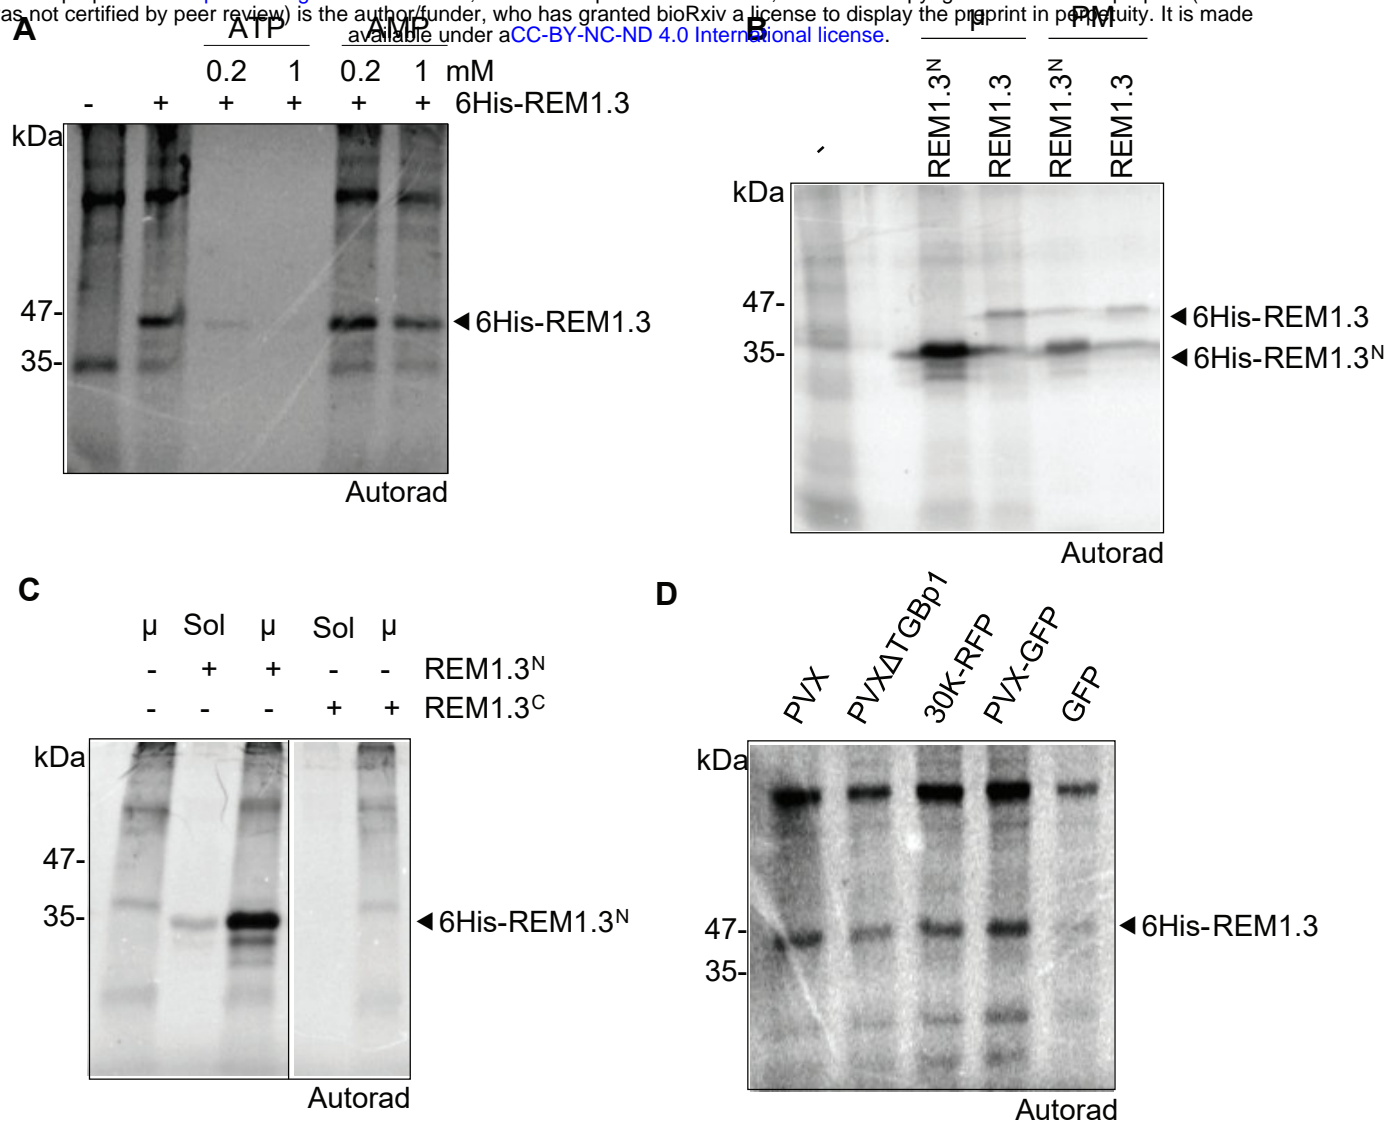 as not certified by peer review) is the author/funder, who has granted bioRxiv a license to display the preprint in perpetuity. It is made
available under aCC-BY-NC-ND 4.0 International license.
A
ATP AMP
0.2 1 0.2 1 mM
- + + + + + 6His-REM1.3
kDa
47-
◄6His-REM1.3
35-
Autorad
B
µ PM
REM1.3ᴺ REM1.3 REM1.3ᴺ REM1.3
kDa
47-
◄6His-REM1.3
35-
◄6His-REM1.3ᴺ
Autorad
C
µ Sol µ Sol µ
- + + - - REM1.3ᴺ
- - - + + REM1.3ᶜ
kDa
47-
35-
◄6His-REM1.3ᴺ
Autorad
D
PVX PVXΔTGBp1 30K-RFP PVX-GFP GFP
kDa
47-
◄6His-REM1.3
35-
Autorad